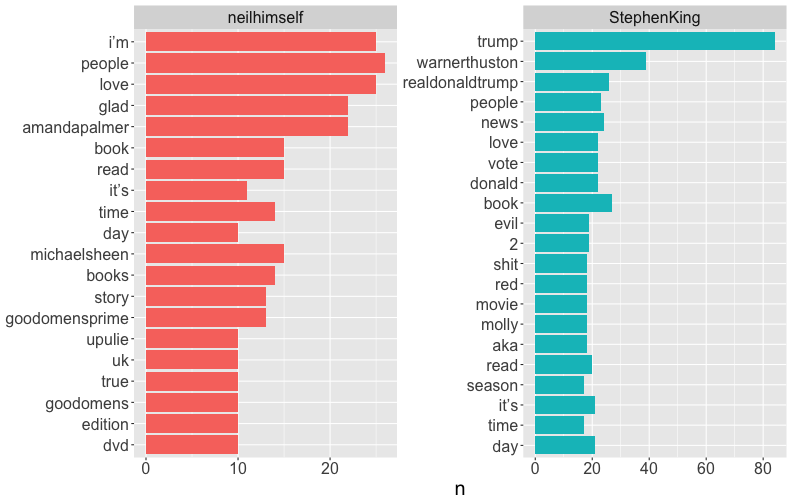 neilhimself
i’m
people
love
glad
amandapalmer
book
read
it’s
time
day
michaelsheen
books
story
goodomensprime
upulie
uk
true
goodomens
edition
dvd
0 10 20
StephenKing
trump
warnerthuston
realdonaldtrump
people
news
love
vote
donald
book
evil
2
shit
red
movie
molly
aka
read
season
it’s
time
day
0 20 40 60 80
n